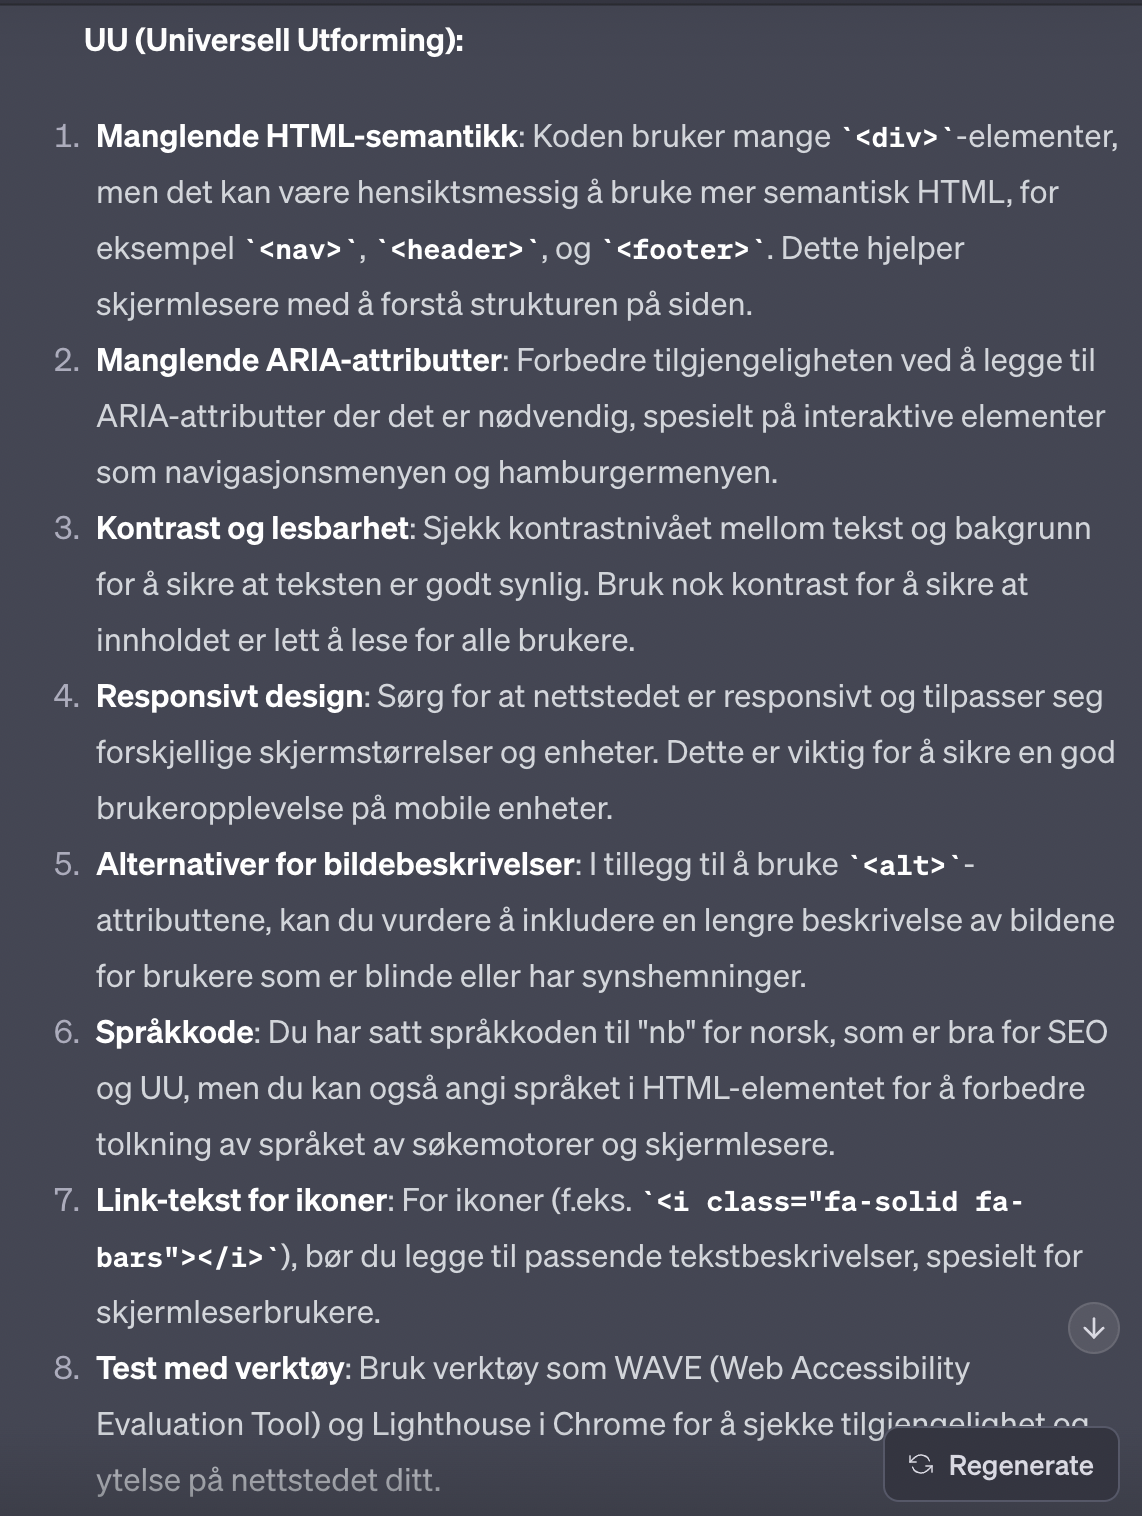 UU (Universell Utforming):
1. Manglende HTML-semantikk: Koden bruker mange `<div>`-elementer,
men det kan være hensiktsmessig å bruke mer semantisk HTML, for
eksempel `<nav>`, `<header>`, og `<footer>`. Dette hjelper
skjermlesere med å forstå strukturen på siden.
2. Manglende ARIA-attributter: Forbedre tilgjengeligheten ved å legge til
ARIA-attributter der det er nødvendig, spesielt på interaktive elementer
som navigasjonsmenyen og hamburgermenyen.
3. Kontrast og lesbarhet: Sjekk kontrastnivået mellom tekst og bakgrunn
for å sikre at teksten er godt synlig. Bruk nok kontrast for å sikre at
innholdet er lett å lese for alle brukere.
4. Responsivt design: Sørg for at nettstedet er responsivt og tilpasser seg
forskjellige skjermstørrelser og enheter. Dette er viktig for å sikre en god
brukeropplevelse på mobile enheter.
5. Alternativer for bildebeskrivelser: I tillegg til å bruke `<alt>`-
attributtene, kan du vurdere å inkludere en lengre beskrivelse av bildene
for brukere som er blinde eller har synshemninger.
6. Språkkode: Du har satt språkkoden til "nb" for norsk, som er bra for SEO
og UU, men du kan også angi språket i HTML-elementet for å forbedre
tolkning av språket av søkemotorer og skjermlesere.
7. Link-tekst for ikoner: For ikoner (f.eks. `<i class="fa-solid fa-
bars"></i>`), bør du legge til passende tekstbeskrivelser, spesielt for
skjermleserbrukere.
8. Test med verktøy: Bruk verktøy som WAVE (Web Accessibility
Evaluation Tool) og Lighthouse i Chrome for å sjekke tilgjengelighet og
ytelse på nettstedet ditt.
Regenerate